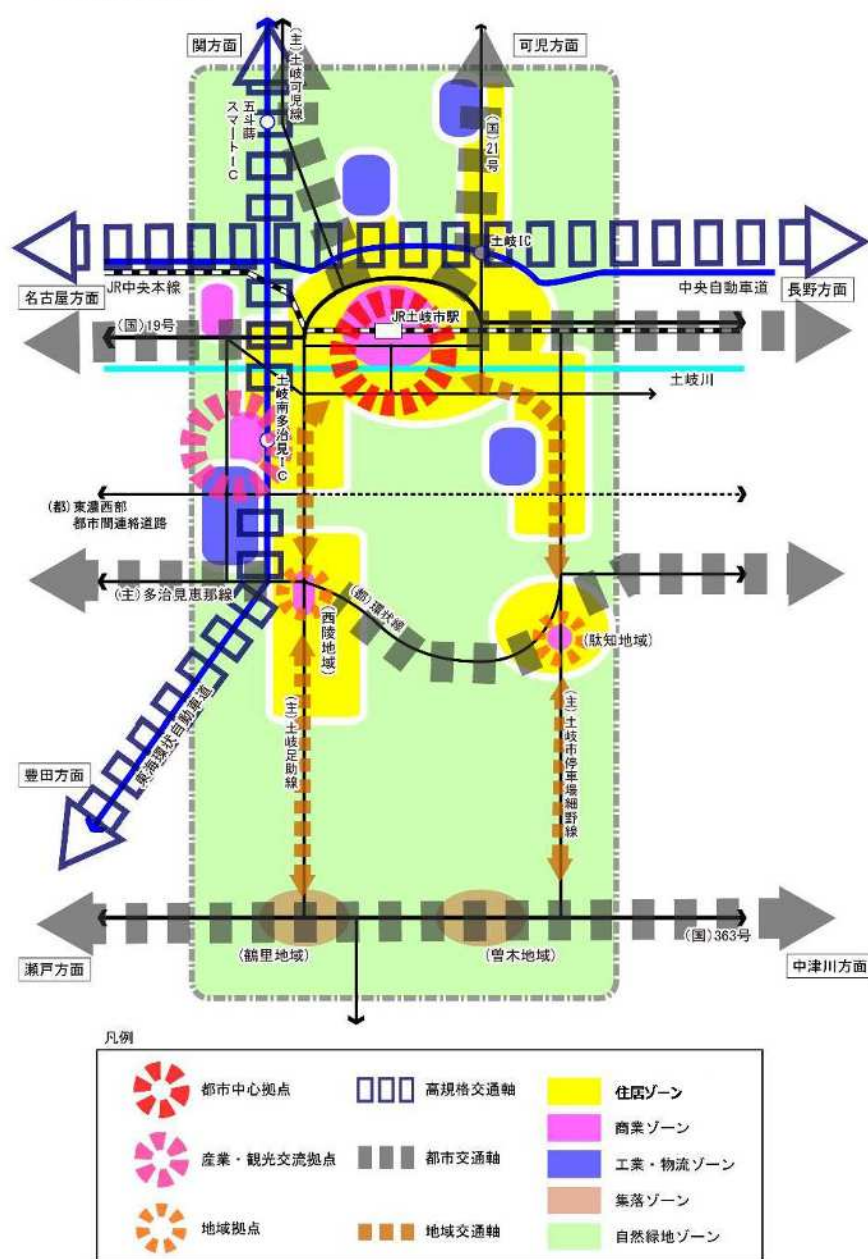 関方面
(主)土岐可児線
可児方面
五斗蒔
スマートIC
(国)21号
土岐IC
名古屋方面
JR中央本線
中央自動車道
長野方面
(国)19号
JR土岐市駅
土岐川
土岐南多治見IC
(都)東濃西部
都市間連絡道路
(主)多治見恵那線
(都)環状線
(西陵地域)
(駄知地域)
東海環状自動車道
(主)土岐足助線
(主)土岐市停車場細野線
豊田方面
(国)363号
(鶴里地域)
(曽木地域)
瀬戸方面
中津川方面
凡例
都市中心拠点
高規格交通軸
住居ゾーン
商業ゾーン
産業・観光交流拠点
都市交通軸
工業・物流ゾーン
集落ゾーン
地域拠点
地域交通軸
自然緑地ゾーン